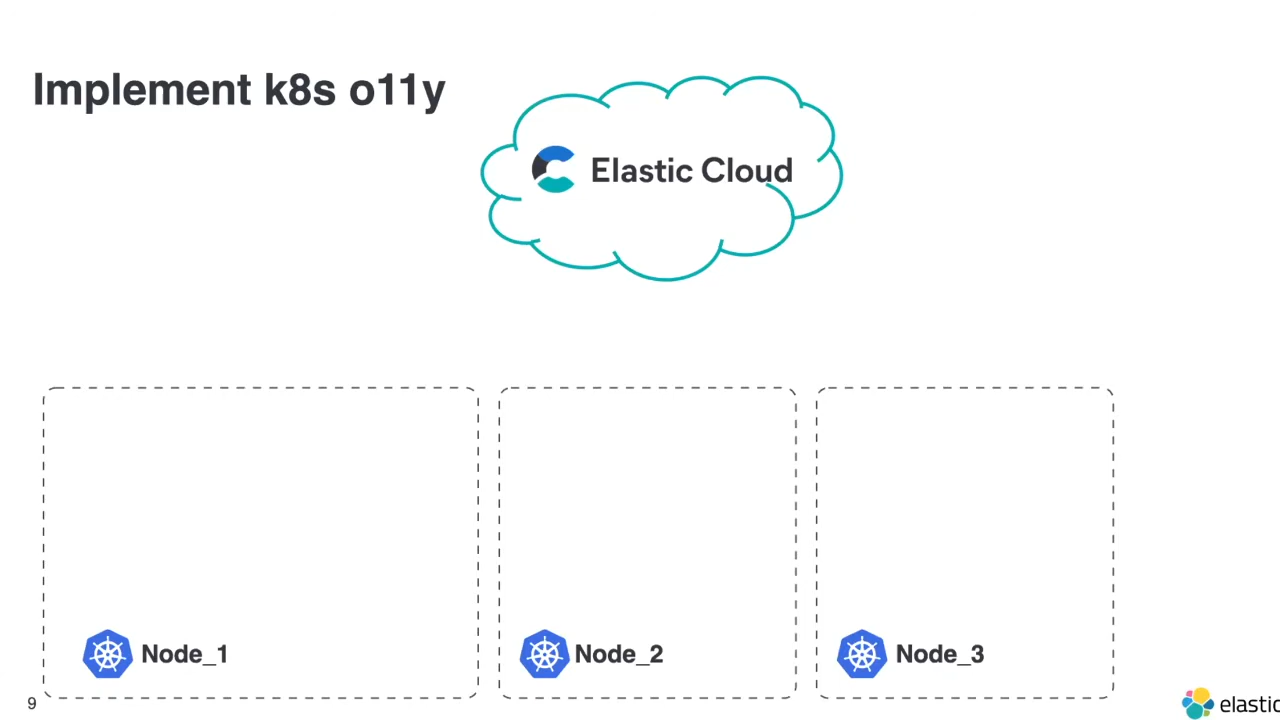 Implement k8s o11y
Elastic Cloud
Node_1
Node_2
Node_3
9
elastic